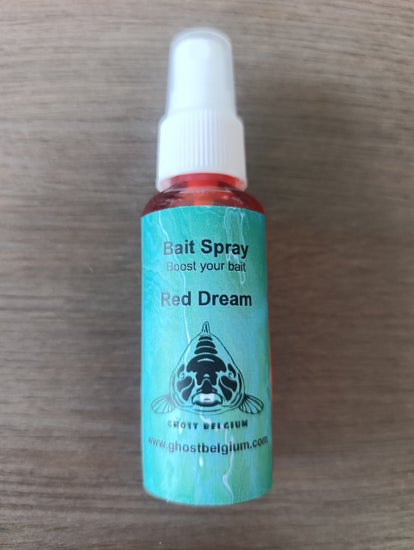 Bait Spray
Boost your bait
Red Dream
GHOST BELGIUM
www.ghostbelgium.com